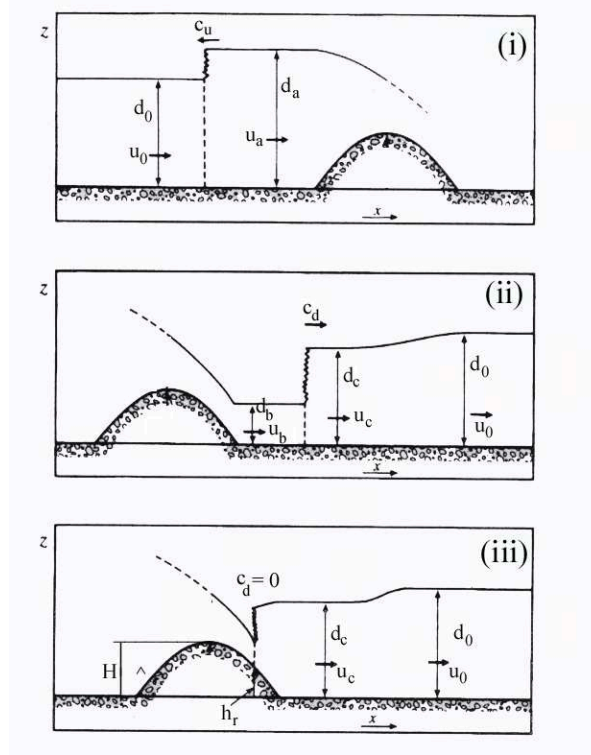 z
c_u
(i)
d_0
d_a
u_0
u_a
x
z
(ii)
c_d
d_c
d_0
d_b
u_b
u_c
u_0
x
z
(iii)
c_d = 0
d_c
d_0
H
u_c
u_0
h_r
x